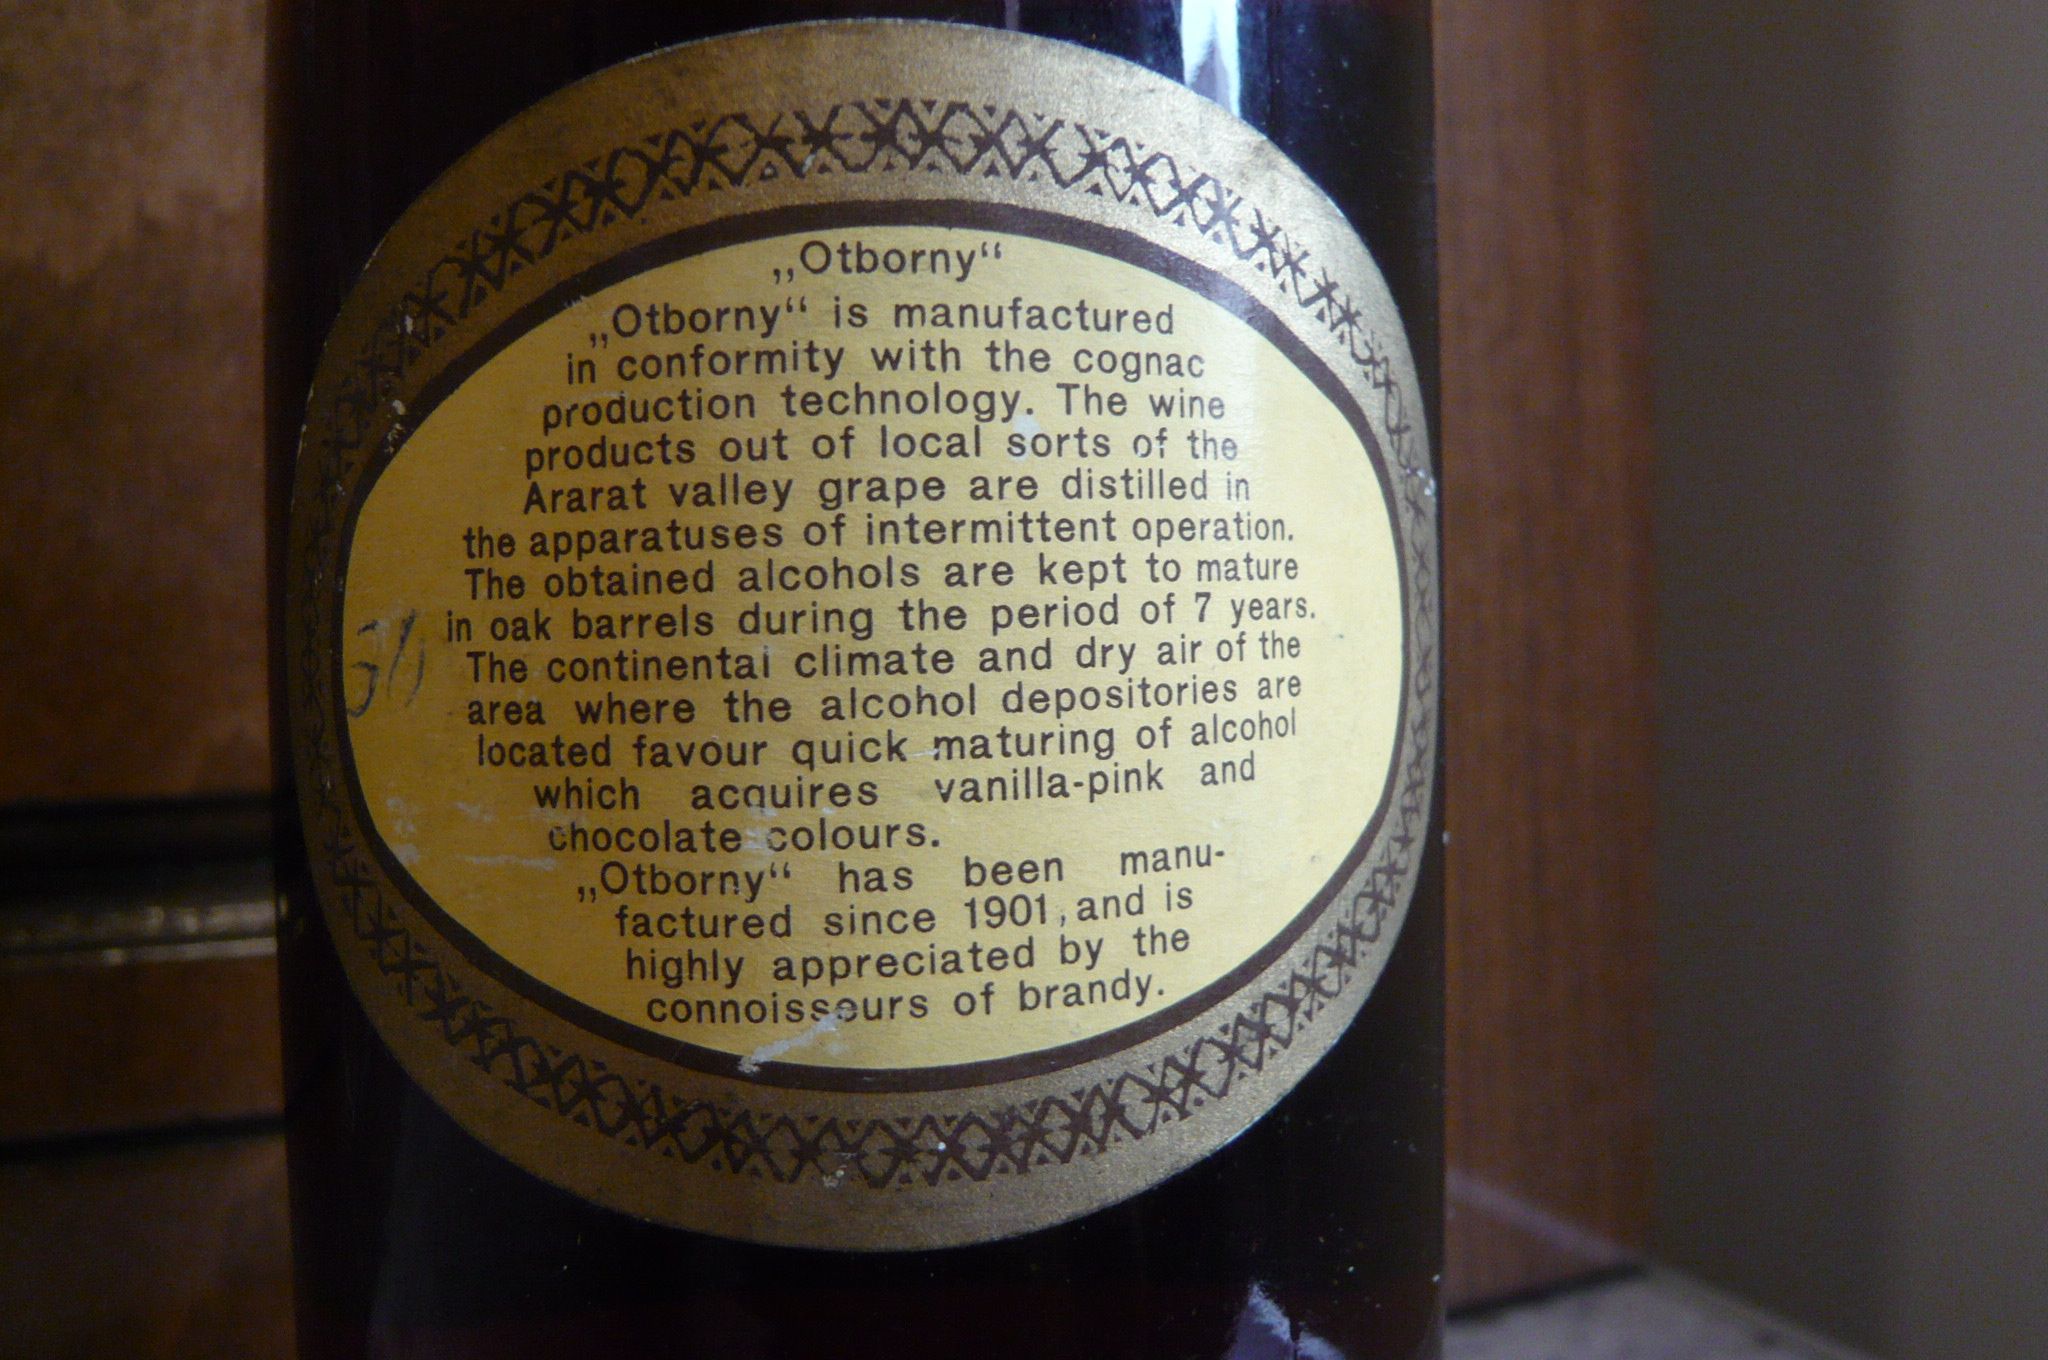 „Otborny“
„Otborny“ is manufactured
in conformity with the cognac
production technology. The wine
products out of local sorts of the
Ararat valley grape are distilled in
the apparatuses of intermittent operation.
The obtained alcohols are kept to mature
in oak barrels during the period of 7 years.
The continental climate and dry air of the
area where the alcohol depositories are
located favour quick maturing of alcohol
which acquires vanilla-pink and
chocolate colours.
„Otborny“ has been manu-
factured since 1901, and is
highly appreciated by the
connoisseurs of brandy.